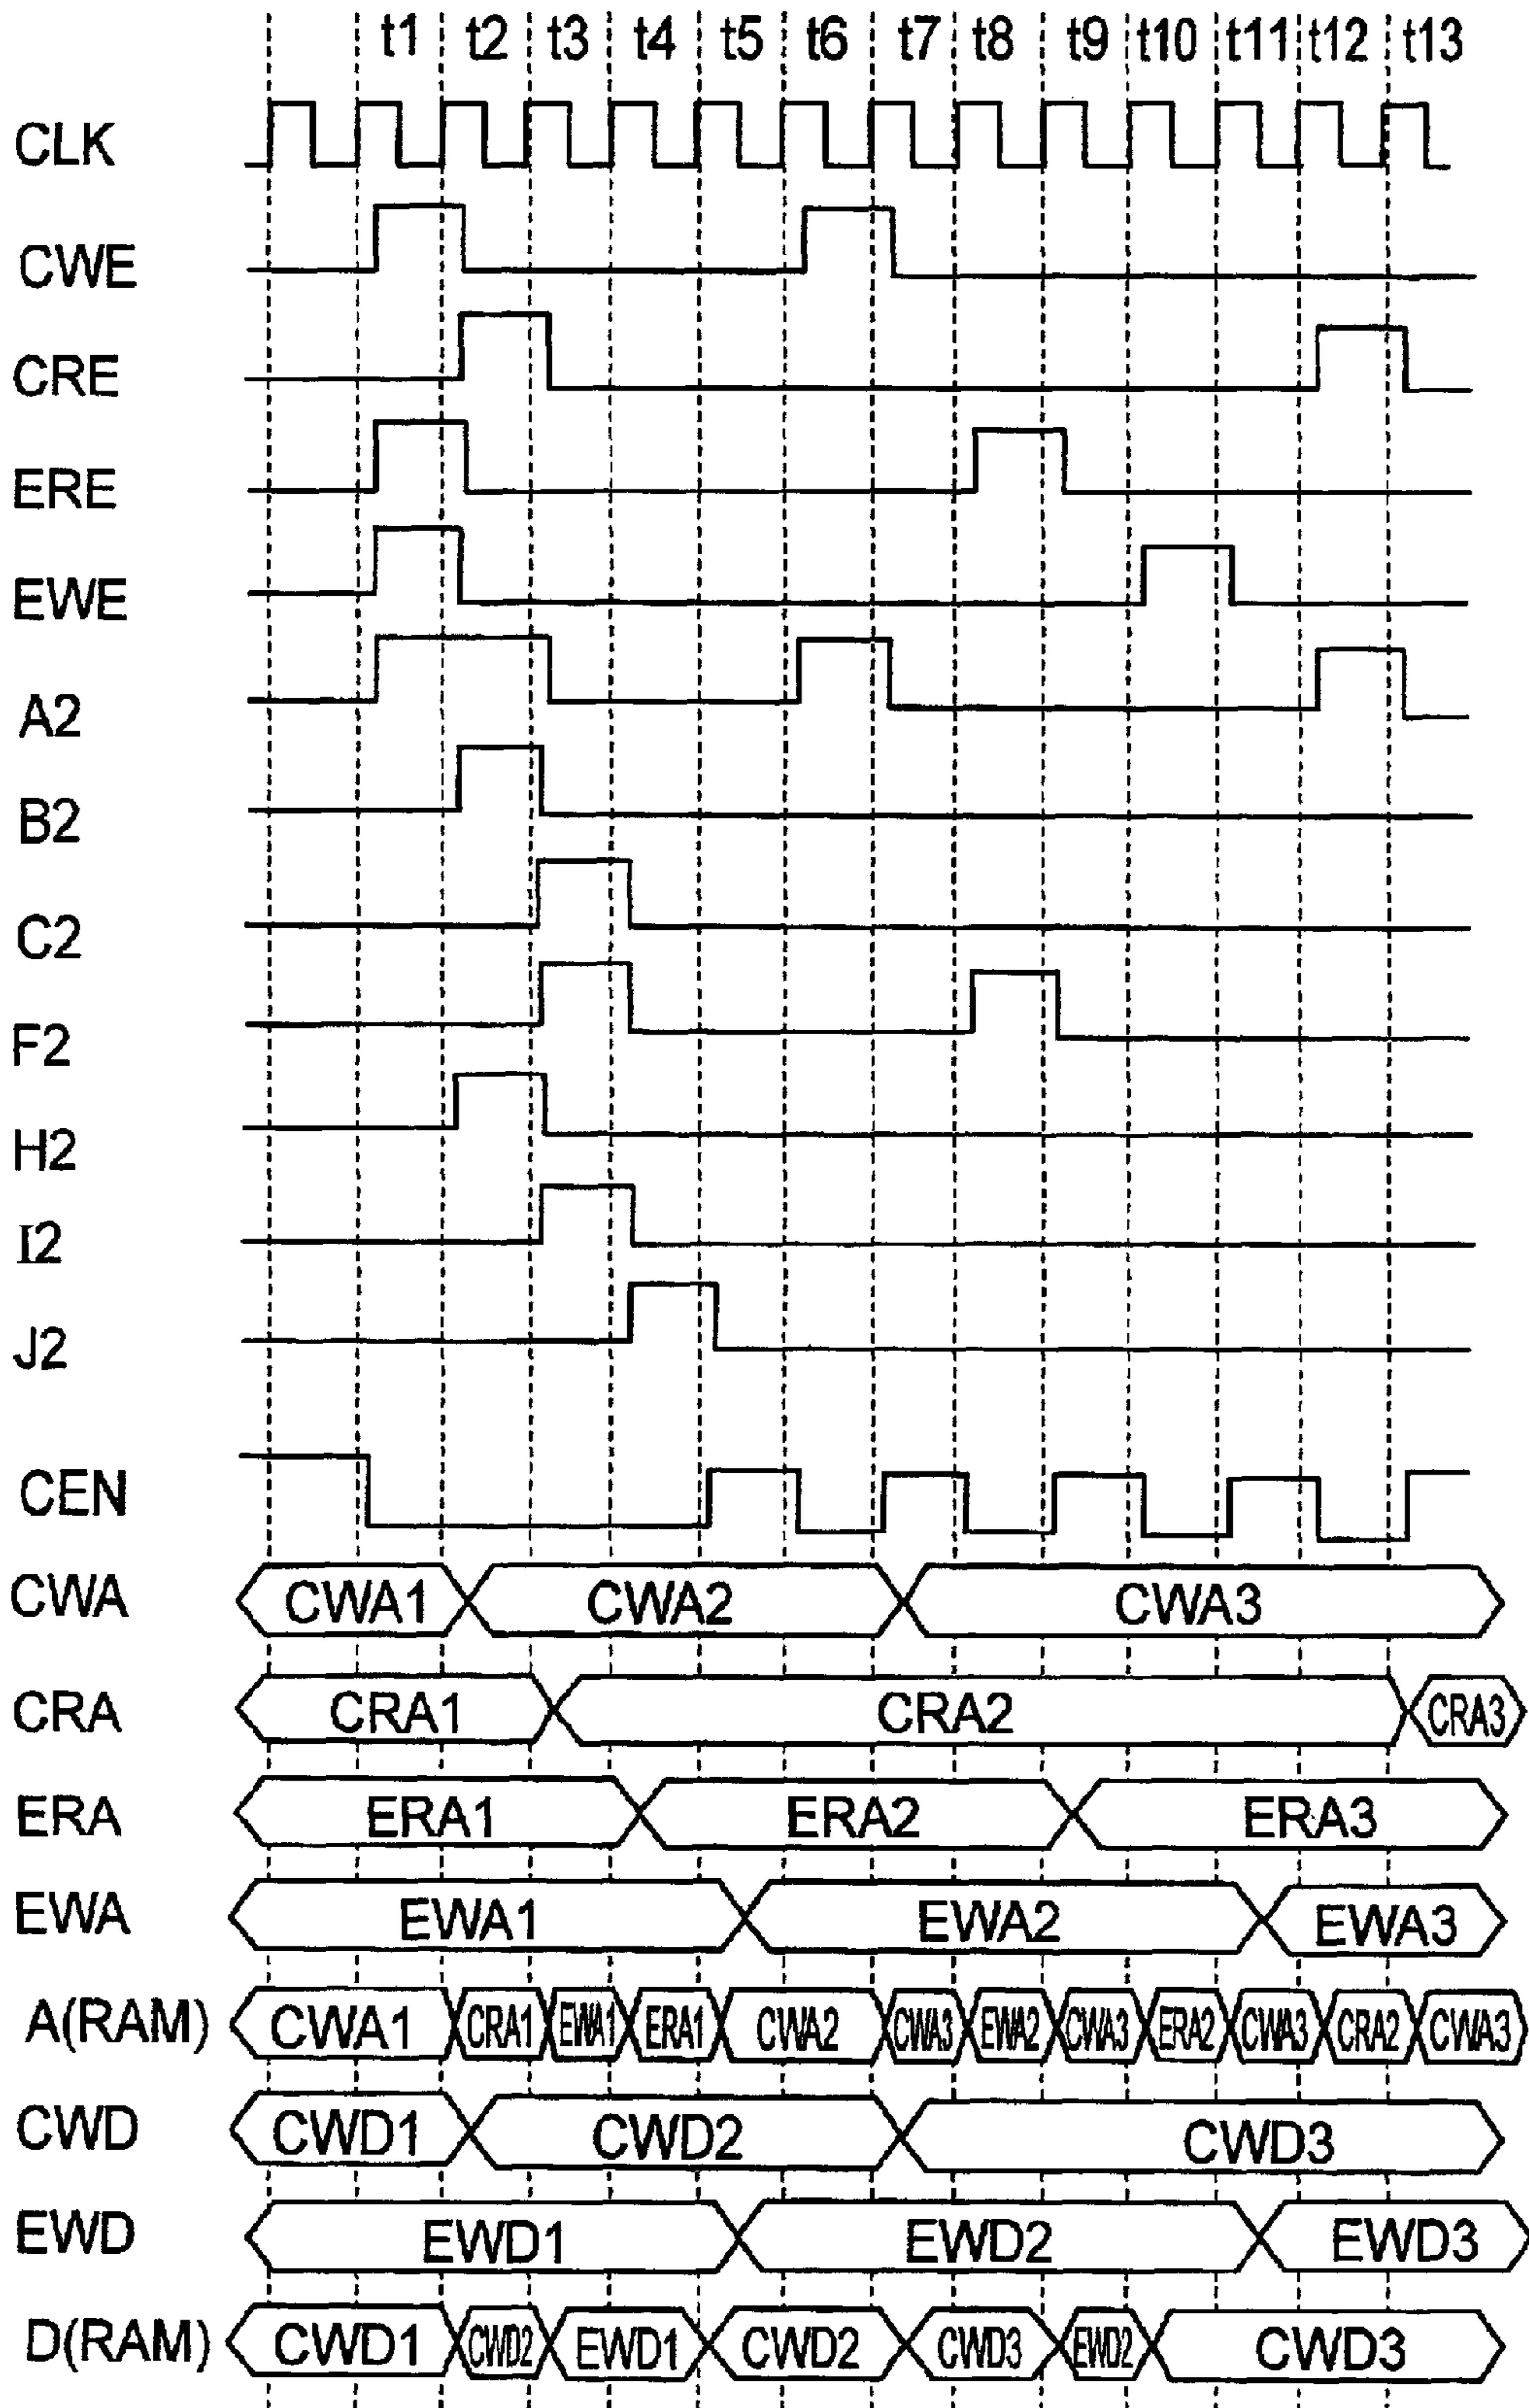 t1 t2 t3 t4 t5 t6 t7 t8 t9 t10 t11 t12 t13
CLK
CWE
CRE
ERE
EWE
A2
B2
C2
F2
H2
I2
J2
CEN
CWA CWA1 CWA2 CWA3
CRA CRA1 CRA2 CRA3
ERA ERA1 ERA2 ERA3
EWA EWA1 EWA2 EWA3
A(RAM) CWA1 CRA1 EWA1 ERA1 CWA2 CWA3 EWA2 CWA3 ERA2 CWA3 CRA2 CWA3
CWD CWD1 CWD2 CWD3
EWD EWD1 EWD2 EWD3
D(RAM) CWD1 CWD2 EWD1 CWD2 CWD3 EWD2 CWD3